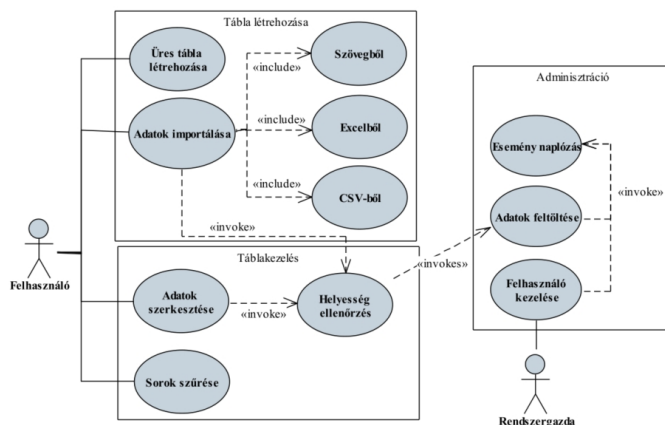 Tábla létrehozása
Üres tábla
létrehozása
Szövegből
«include»
Adatok importálása
«include»
Excelből
«include»
CSV-ből
«invoke»
Adminisztráció
Esemény naplózás
«invoke»
Adatok feltöltése
Felhasználó
kezelése
Felhasználó
Táblakezelés
«invokes»
Adatok
szerkesztése
«invoke»
Helyesség
ellenőrzés
Sorok szűrése
Rendszergazda